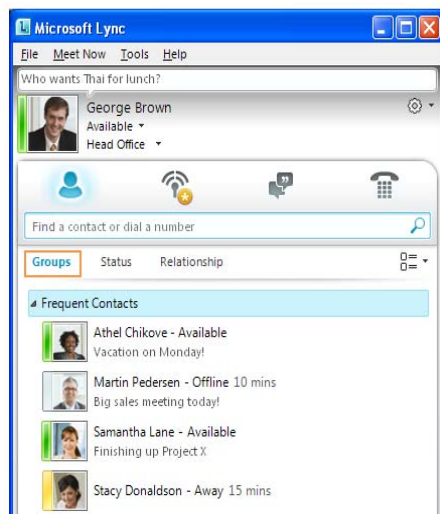 Microsoft Lync
File Meet Now Tools Help
Who wants Thai for lunch?
George Brown
Available
Head Office
Find a contact or dial a number
Groups Status Relationship
Frequent Contacts
Athel Chikove - Available
Vacation on Monday!
Martin Pedersen - Offline 10 mins
Big sales meeting today!
Samantha Lane - Available
Finishing up Project X
Stacy Donaldson - Away 15 mins